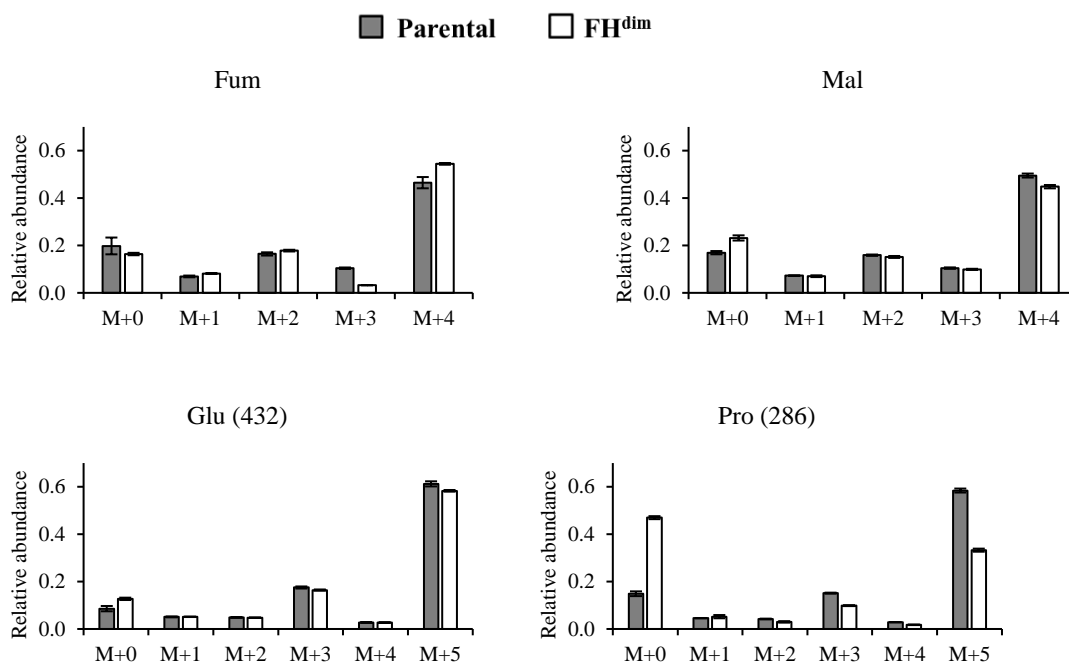 Parental FH^dim
Fum
Relative abundance
0.6
0.4
0.2
0.0
M+0 M+1 M+2 M+3 M+4
Mal
Relative abundance
0.6
0.4
0.2
0.0
M+0 M+1 M+2 M+3 M+4
Glu (432)
Relative abundance
0.6
0.4
0.2
0.0
M+0 M+1 M+2 M+3 M+4 M+5
Pro (286)
Relative abundance
0.6
0.4
0.2
0.0
M+0 M+1 M+2 M+3 M+4 M+5